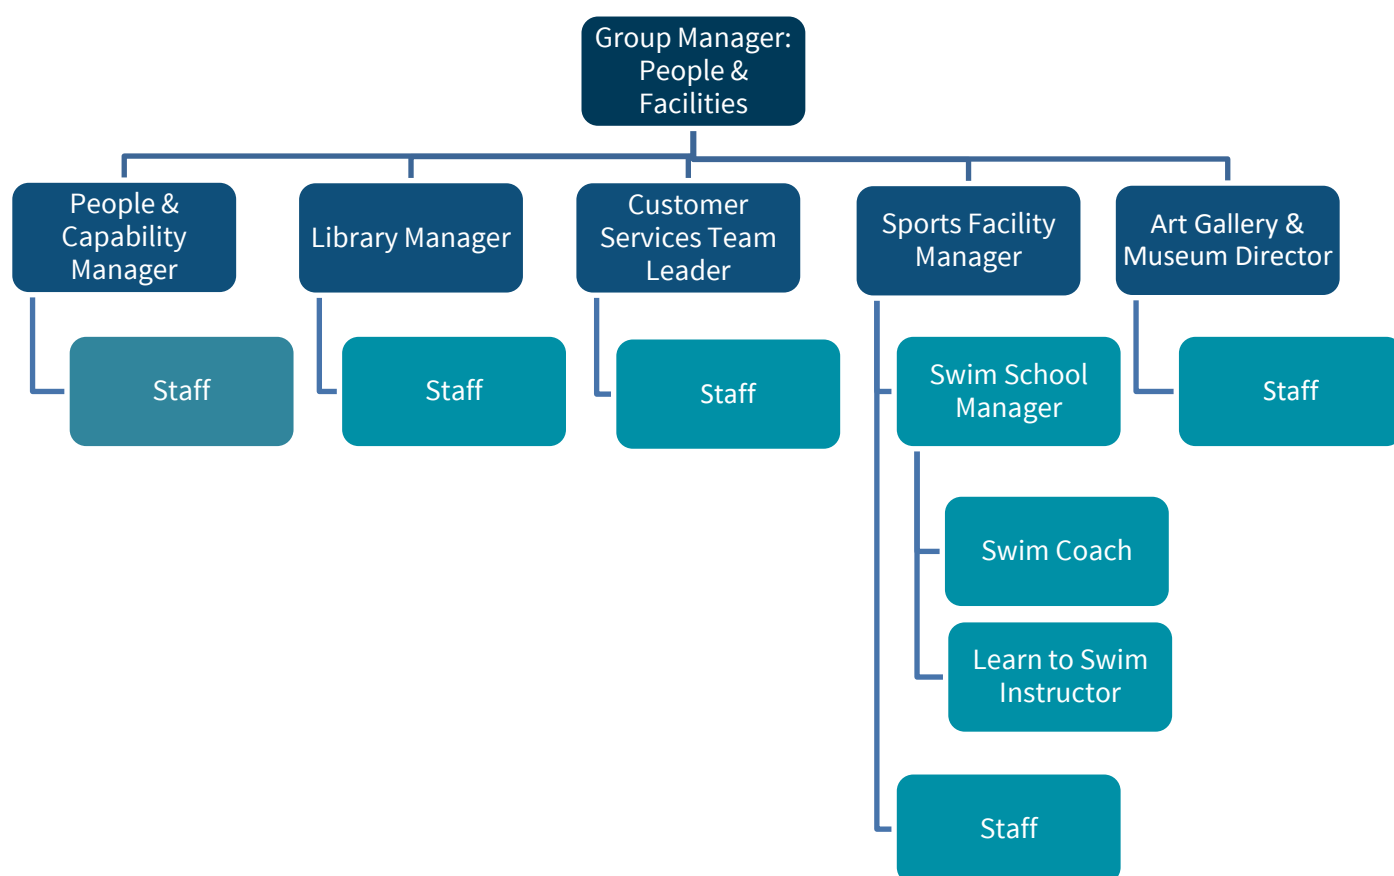 Group Manager:
People &
Facilities
People &
Capability
Manager
Library Manager
Customer
Services Team
Leader
Sports Facility
Manager
Art Gallery &
Museum Director
Staff
Staff
Staff
Swim School
Manager
Staff
Swim Coach
Learn to Swim
Instructor
Staff